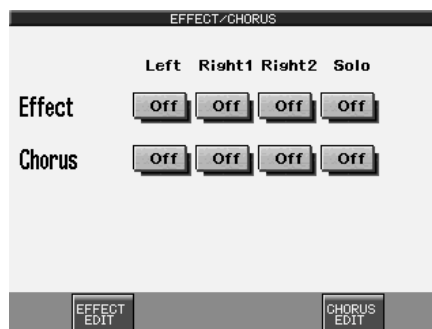 EFFECT/CHORUS
Left Right1 Right2 Solo
Effect Off Off Off Off
Chorus Off Off Off Off
EFFECT EDIT
CHORUS EDIT